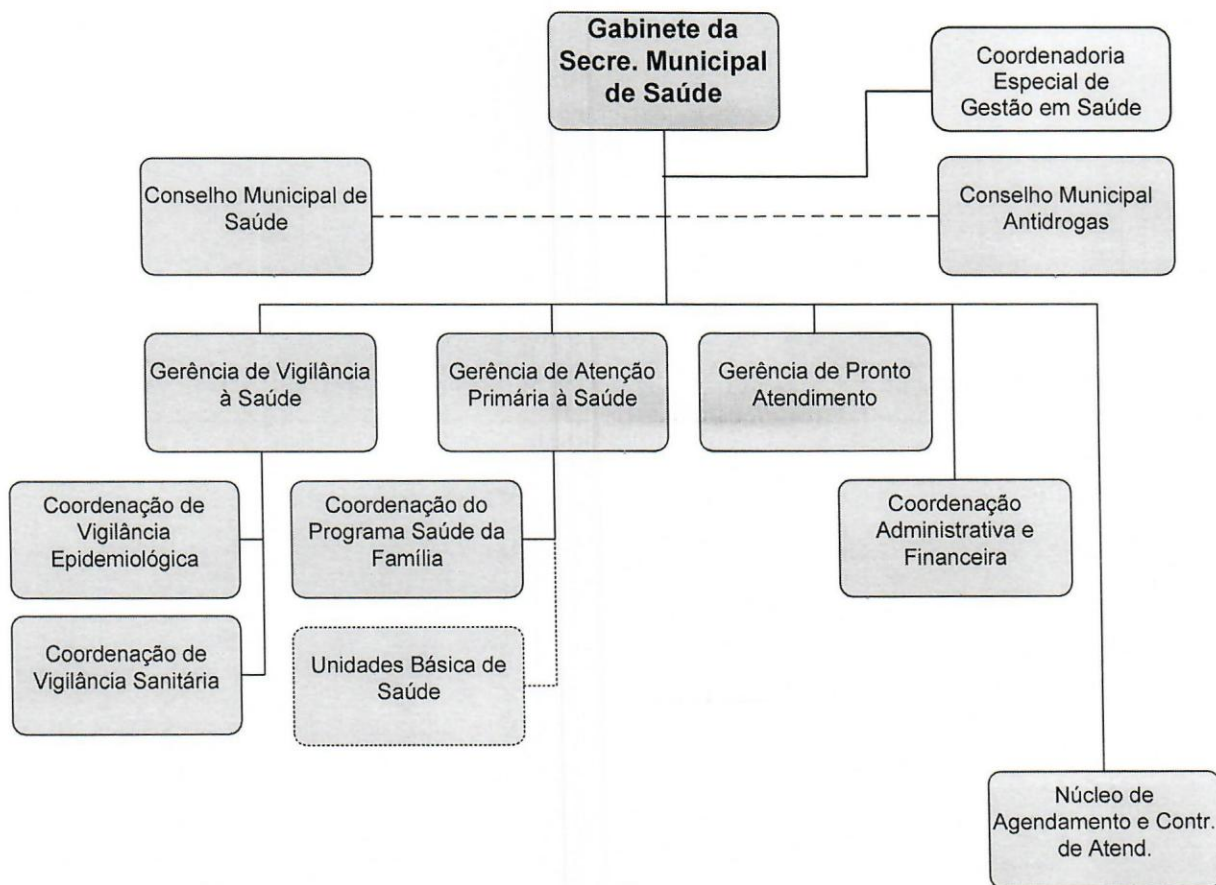 Gabinete da
Secre. Municipal
de Saúde
Coordenadoria
Especial de
Gestão em Saúde
Conselho Municipal de
Saúde
Conselho Municipal
Antidrogas
Gerência de Vigilância
à Saúde
Gerência de Atenção
Primária à Saúde
Gerência de Pronto
Atendimento
Coordenação de
Vigilância
Epidemiológica
Coordenação do
Programa Saúde da
Família
Coordenação
Administrativa e
Financeira
Coordenação de
Vigilância Sanitária
Unidades Básica de
Saúde
Núcleo de
Agendamento e Contr.
de Atend.